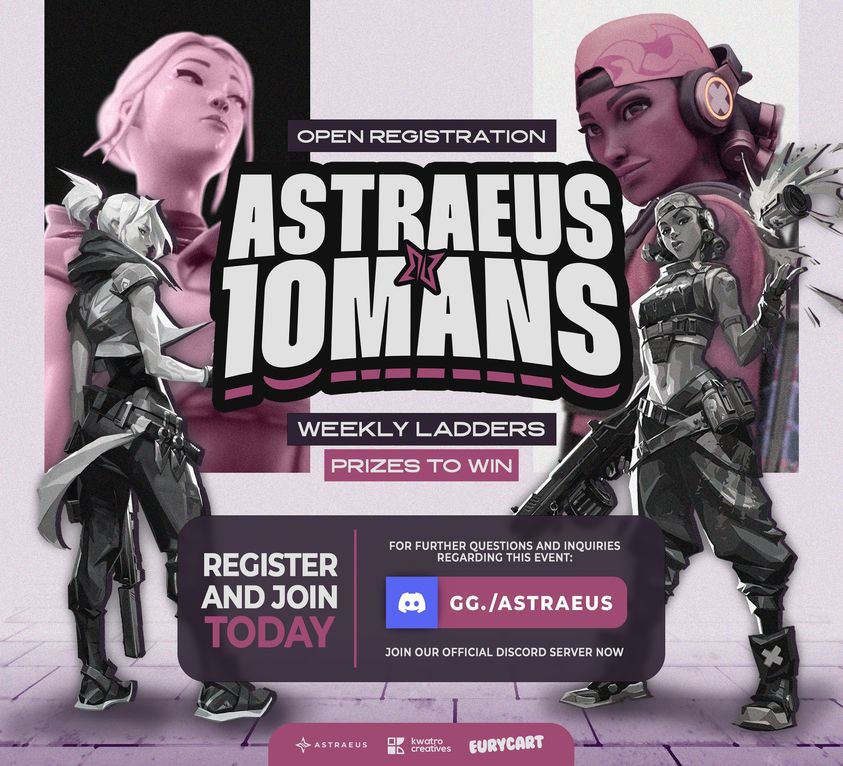 OPEN REGISTRATION
ASTRAEUS
10MANS
WEEKLY LADDERS
PRIZES TO WIN
REGISTER
AND JOIN
TODAY
FOR FURTHER QUESTIONS AND INQUIRIES
REGARDING THIS EVENT:
GG./ASTRAEUS
JOIN OUR OFFICIAL DISCORD SERVER NOW
ASTRAEUS
kwatro
creatives
EURYCART